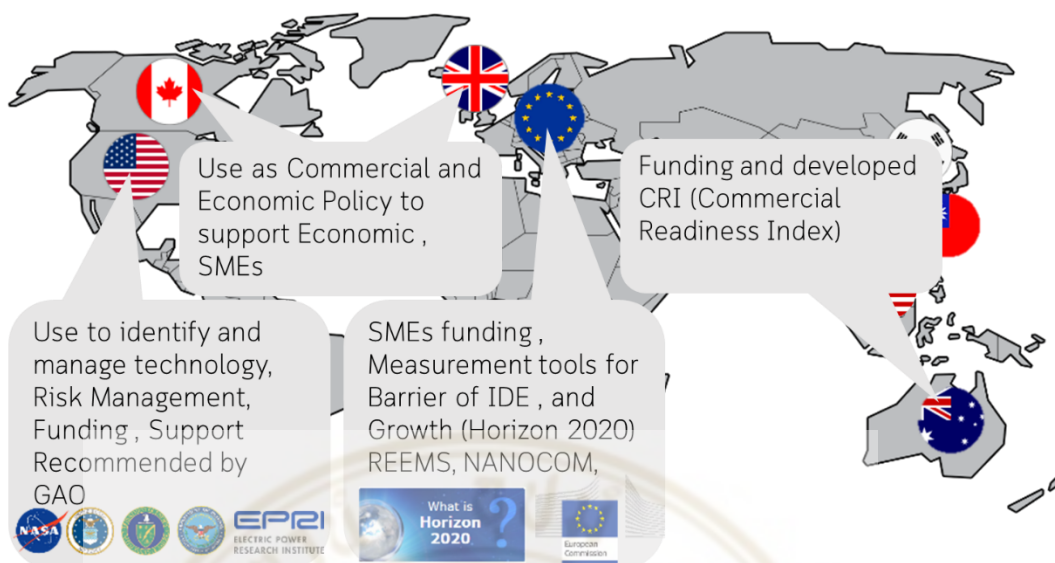 Use as Commercial and
Economic Policy to
support Economic ,
SMEs
Funding and developed
CRI (Commercial
Readiness Index)
Use to identify and
manage technology,
Risk Management,
Funding , Support
Recommended by
GAO
NASA
EPRI
ELECTRIC POWER
RESEARCH INSTITUTE
SMEs funding ,
Measurement tools for
Barrier of IDE , and
Growth (Horizon 2020)
REEMS, NANOCOM,
What is
Horizon
2020
?
European
Commission